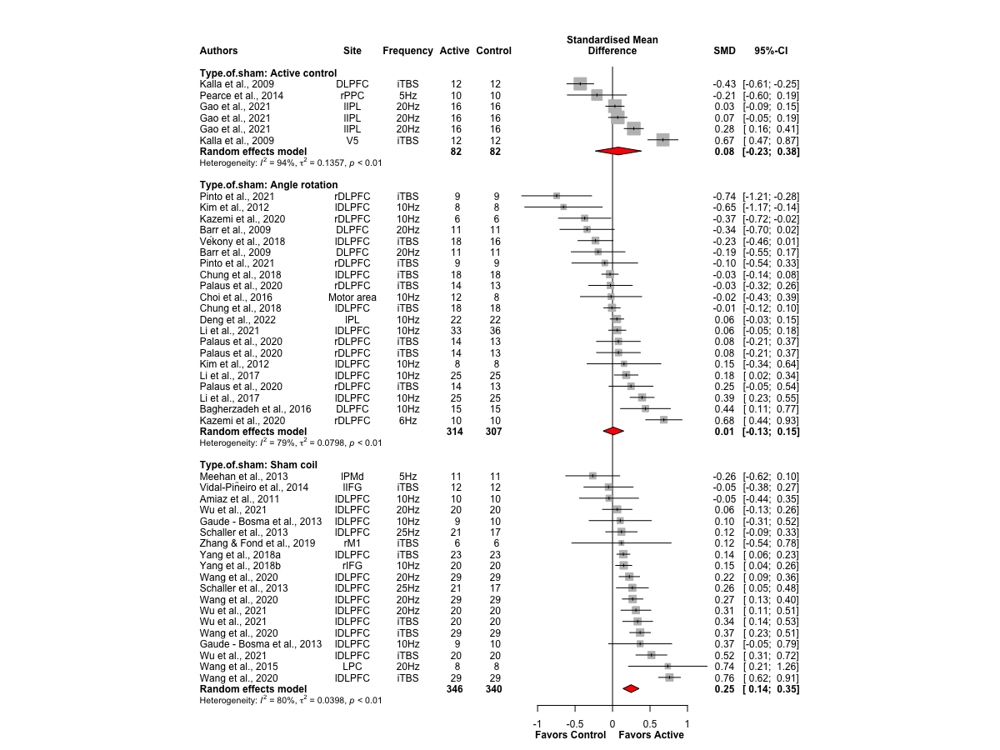 Standardised Mean
Authors Site Frequency Active Control Difference SMD 95%-CI
Type.of.sham: Active control
Kalla et al., 2009 DLPFC iTBS 12 12 -0.43 [-0.61; -0.25]
Pearce et al., 2014 rPPC 5Hz 10 10 -0.21 [-0.60; 0.19]
Gao et al., 2021 lIPL 20Hz 16 16 0.03 [-0.09; 0.15]
Gao et al., 2021 lIPL 20Hz 16 16 0.07 [-0.05; 0.19]
Gao et al., 2021 lIPL 20Hz 16 16 0.28 [ 0.16; 0.41]
Kalla et al., 2009 V5 iTBS 12 12 0.67 [ 0.47; 0.87]
Random effects model 82 82 0.08 [-0.23; 0.38]
Heterogeneity: I² = 94%, τ² = 0.1357, p < 0.01
Type.of.sham: Angle rotation
Pinto et al., 2021 rDLPFC iTBS 9 9 -0.74 [-1.21; -0.28]
Kim et al., 2012 lDLPFC 10Hz 8 8 -0.65 [-1.17; -0.14]
Kazemi et al., 2020 rDLPFC 10Hz 6 6 -0.37 [-0.72; -0.02]
Barr et al., 2009 DLPFC 20Hz 11 11 -0.34 [-0.70; 0.02]
Vékony et al., 2018 lDLPFC iTBS 18 16 -0.23 [-0.46; 0.01]
Barr et al., 2009 DLPFC 20Hz 11 11 -0.19 [-0.55; 0.17]
Pinto et al., 2021 rDLPFC iTBS 9 9 -0.10 [-0.54; 0.33]
Chung et al., 2018 lDLPFC iTBS 18 18 -0.03 [-0.14; 0.08]
Palaus et al., 2020 rDLPFC iTBS 14 13 -0.03 [-0.32; 0.26]
Choi et al., 2016 Motor area 10Hz 12 8 -0.02 [-0.43; 0.39]
Chung et al., 2018 lDLPFC iTBS 18 18 -0.01 [-0.12; 0.10]
Deng et al., 2022 IPL 10Hz 22 22 0.06 [-0.03; 0.15]
Li et al., 2021 lDLPFC 10Hz 33 36 0.06 [-0.05; 0.18]
Palaus et al., 2020 rDLPFC iTBS 14 13 0.08 [-0.21; 0.37]
Palaus et al., 2020 rDLPFC iTBS 14 13 0.08 [-0.21; 0.37]
Kim et al., 2012 lDLPFC 10Hz 8 8 0.15 [-0.34; 0.64]
Li et al., 2017 lDLPFC 10Hz 25 25 0.18 [ 0.02; 0.34]
Palaus et al., 2020 rDLPFC iTBS 14 13 0.25 [-0.05; 0.54]
Li et al., 2017 lDLPFC 10Hz 25 25 0.39 [ 0.23; 0.55]
Bagherzadeh et al., 2016 DLPFC 10Hz 15 15 0.44 [ 0.11; 0.77]
Kazemi et al., 2020 rDLPFC 6Hz 10 10 0.68 [ 0.44; 0.93]
Random effects model 314 307 0.01 [-0.13; 0.15]
Heterogeneity: I² = 79%, τ² = 0.0798, p < 0.01
Type.of.sham: Sham coil
Meehan et al., 2013 lPMd 5Hz 11 11 -0.26 [-0.62; 0.10]
Vidal-Piñeiro et al., 2014 lIFG iTBS 12 12 -0.05 [-0.38; 0.27]
Amiaz et al., 2011 lDLPFC 10Hz 10 10 -0.05 [-0.44; 0.35]
Wu et al., 2021 lDLPFC 20Hz 20 20 0.06 [-0.13; 0.26]
Gaude - Bosma et al., 2013 lDLPFC 10Hz 9 10 0.10 [-0.31; 0.52]
Schaller et al., 2013 lDLPFC 25Hz 21 17 0.12 [-0.09; 0.33]
Zhang & Fond et al., 2019 rM1 iTBS 6 6 0.12 [-0.54; 0.78]
Yang et al., 2018a lDLPFC iTBS 23 23 0.14 [ 0.06; 0.23]
Yang et al., 2018b rIFG 10Hz 20 20 0.15 [ 0.04; 0.26]
Wang et al., 2020 lDLPFC 20Hz 29 29 0.22 [ 0.09; 0.36]
Schaller et al., 2013 lDLPFC 25Hz 21 17 0.26 [ 0.05; 0.48]
Wang et al., 2020 lDLPFC 20Hz 29 29 0.27 [ 0.13; 0.40]
Wu et al., 2021 lDLPFC 20Hz 20 20 0.31 [ 0.11; 0.51]
Wu et al., 2021 lDLPFC iTBS 20 20 0.34 [ 0.14; 0.53]
Wang et al., 2020 lDLPFC iTBS 29 29 0.37 [ 0.23; 0.51]
Gaude - Bosma et al., 2013 lDLPFC 10Hz 9 10 0.37 [-0.05; 0.79]
Wu et al., 2021 lDLPFC iTBS 20 20 0.52 [ 0.31; 0.72]
Wang et al., 2015 LPC 20Hz 8 8 0.74 [ 0.21; 1.26]
Wang et al., 2020 lDLPFC iTBS 29 29 0.76 [ 0.62; 0.91]
Random effects model 346 340 0.25 [ 0.14; 0.35]
Heterogeneity: I² = 80%, τ² = 0.0398, p < 0.01
-1 -0.5 0 0.5 1
Favors Control Favors Active